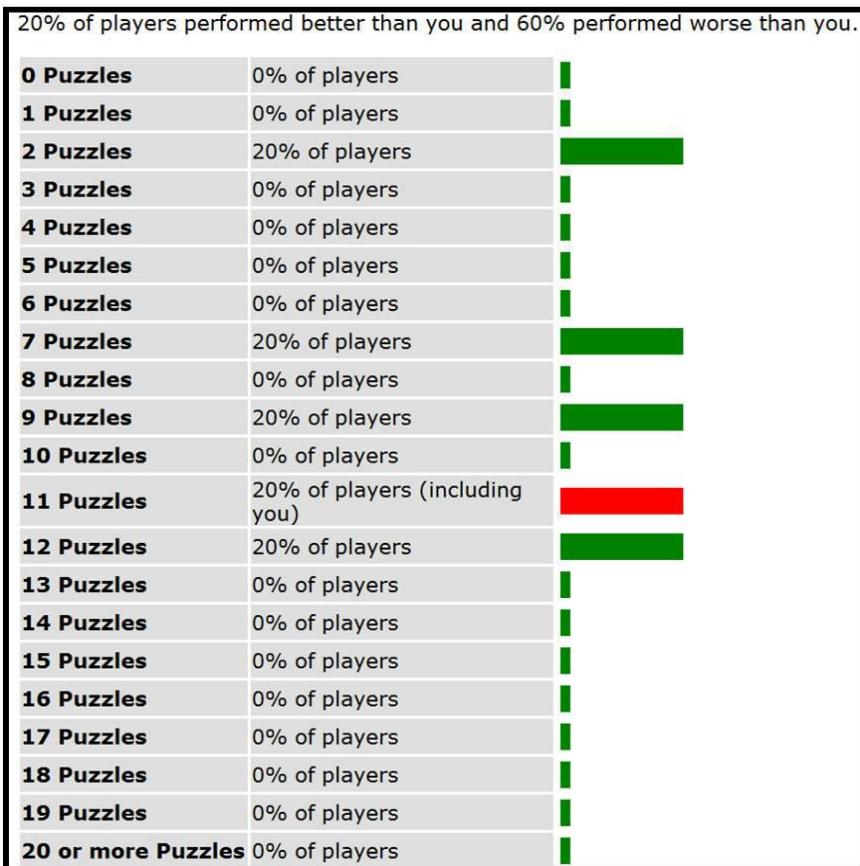 20% of players performed better than you and 60% performed worse than you.
0 Puzzles 0% of players
1 Puzzles 0% of players
2 Puzzles 20% of players
3 Puzzles 0% of players
4 Puzzles 0% of players
5 Puzzles 0% of players
6 Puzzles 0% of players
7 Puzzles 20% of players
8 Puzzles 0% of players
9 Puzzles 20% of players
10 Puzzles 0% of players
11 Puzzles 20% of players (including
you)
12 Puzzles 20% of players
13 Puzzles 0% of players
14 Puzzles 0% of players
15 Puzzles 0% of players
16 Puzzles 0% of players
17 Puzzles 0% of players
18 Puzzles 0% of players
19 Puzzles 0% of players
20 or more Puzzles 0% of players